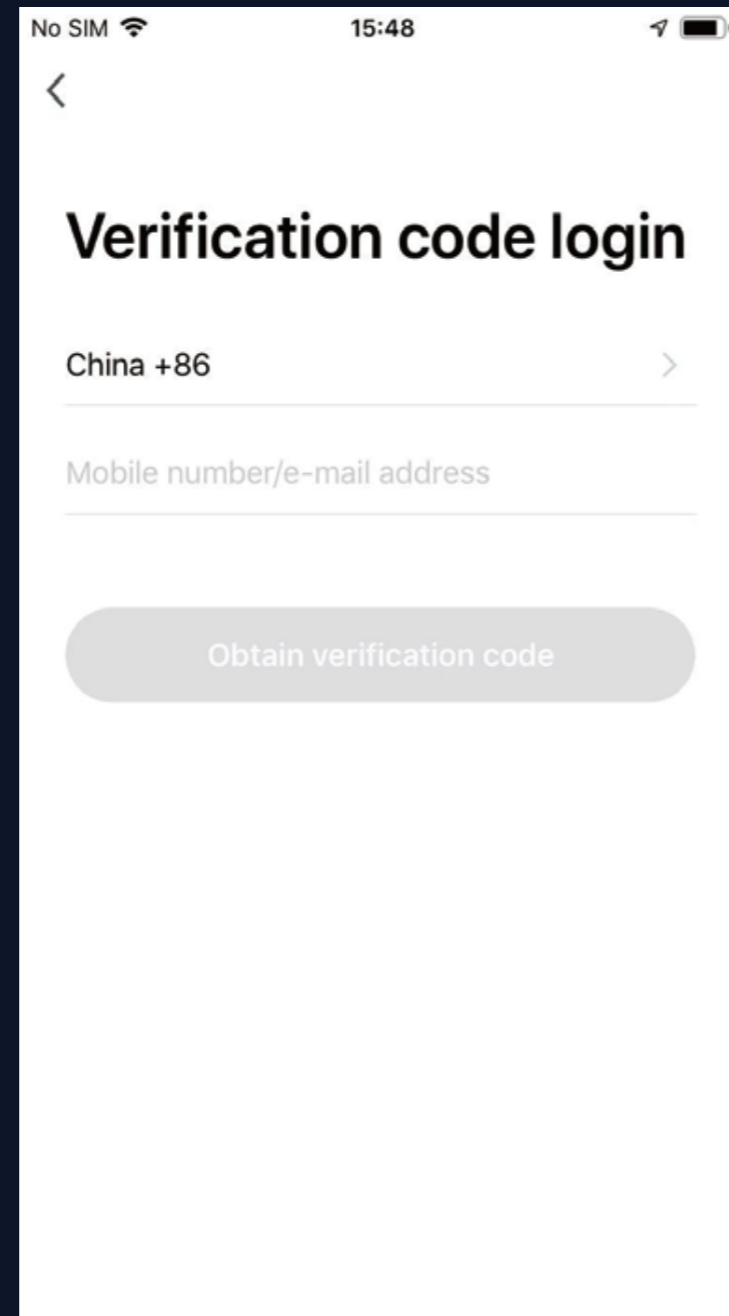 No SIM 15:48
Verification code login
China +86
Mobile number/e-mail address
Obtain verification code